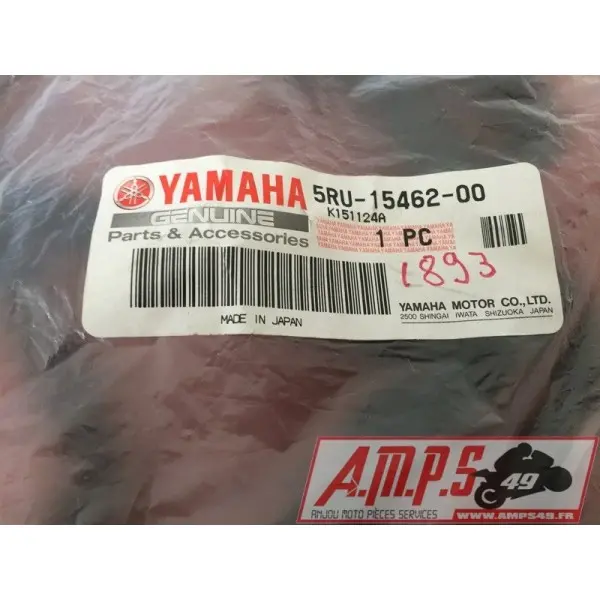 YAMAHA 5RU-15462-00
GENUINE K151124A
Parts & Accessories 1 PC
1893
MADE IN JAPAN
YAMAHA MOTOR CO.,LTD.
2500 SHINGAI IWATA SHIZUOKA JAPAN
A.M.P.S 49
ANJOU MOTO PIÈCES SERVICES
WWW.AMPS49.FR